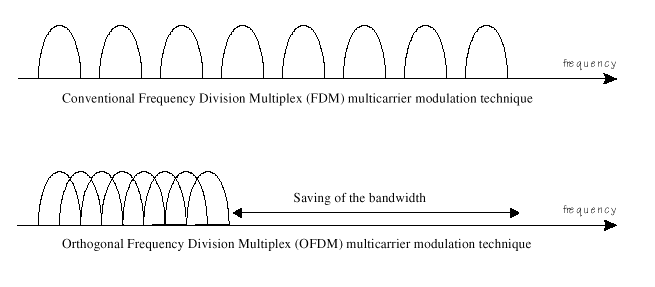 frequency
Conventional Frequency Division Multiplex (FDM) multicarrier modulation technique
Saving of the bandwidth
frequency
Orthogonal Frequency Division Multiplex (OFDM) multicarrier modulation technique